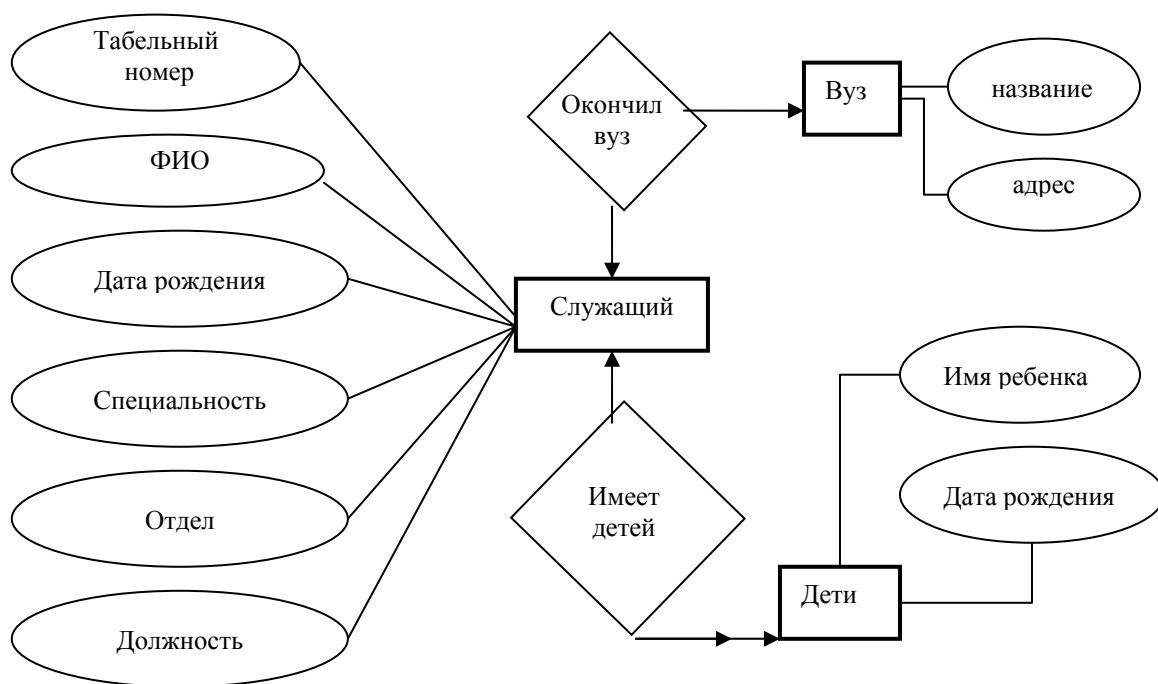 Табельный
номер
ФИО
Дата рождения
Специальность
Отдел
Должность
Окончил
вуз
Вуз
название
адрес
Служащий
Имеет
детей
Имя ребенка
Дата рождения
Дети